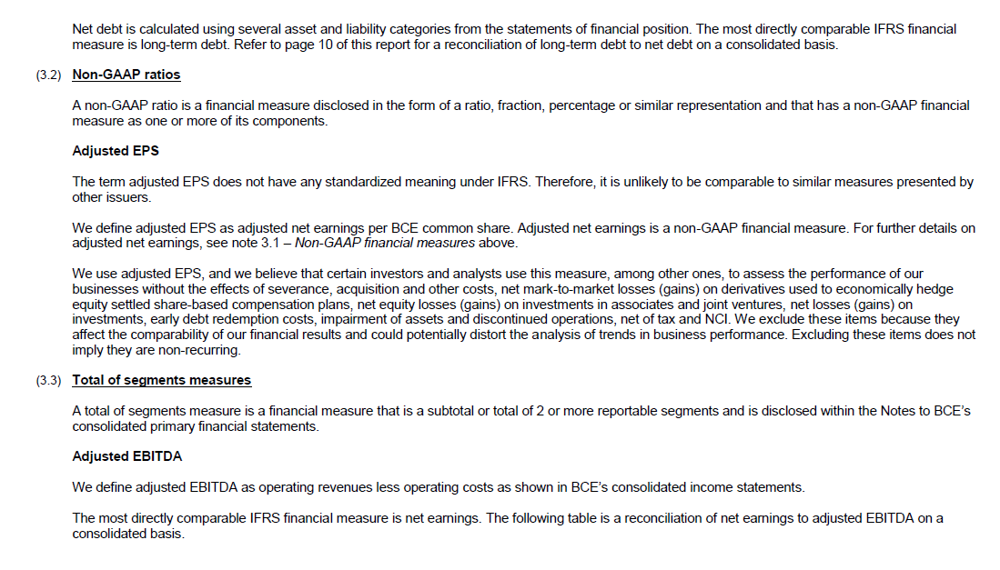 Net debt is calculated using several asset and liability categories from the statements of financial position. The most directly comparable IFRS financial
measure is long-term debt. Refer to page 10 of this report for a reconciliation of long-term debt to net debt on a consolidated basis.
(3.2) Non-GAAP ratios
A non-GAAP ratio is a financial measure disclosed in the form of a ratio, fraction, percentage or similar representation and that has a non-GAAP financial
measure as one or more of its components.
Adjusted EPS
The term adjusted EPS does not have any standardized meaning under IFRS. Therefore, it is unlikely to be comparable to similar measures presented by
other issuers.
We define adjusted EPS as adjusted net earnings per BCE common share. Adjusted net earnings is a non-GAAP financial measure. For further details on
adjusted net earnings, see note 3.1 – Non-GAAP financial measures above.
We use adjusted EPS, and we believe that certain investors and analysts use this measure, among other ones, to assess the performance of our
businesses without the effects of severance, acquisition and other costs, net mark-to-market losses (gains) on derivatives used to economically hedge
equity settled share-based compensation plans, net equity losses (gains) on investments in associates and joint ventures, net losses (gains) on
investments, early debt redemption costs, impairment of assets and discontinued operations, net of tax and NCI. We exclude these items because they
affect the comparability of our financial results and could potentially distort the analysis of trends in business performance. Excluding these items does not
imply they are non-recurring.
(3.3) Total of segments measures
A total of segments measure is a financial measure that is a subtotal or total of 2 or more reportable segments and is disclosed within the Notes to BCE's
consolidated primary financial statements.
Adjusted EBITDA
We define adjusted EBITDA as operating revenues less operating costs as shown in BCE's consolidated income statements.
The most directly comparable IFRS financial measure is net earnings. The following table is a reconciliation of net earnings to adjusted EBITDA on a
consolidated basis.